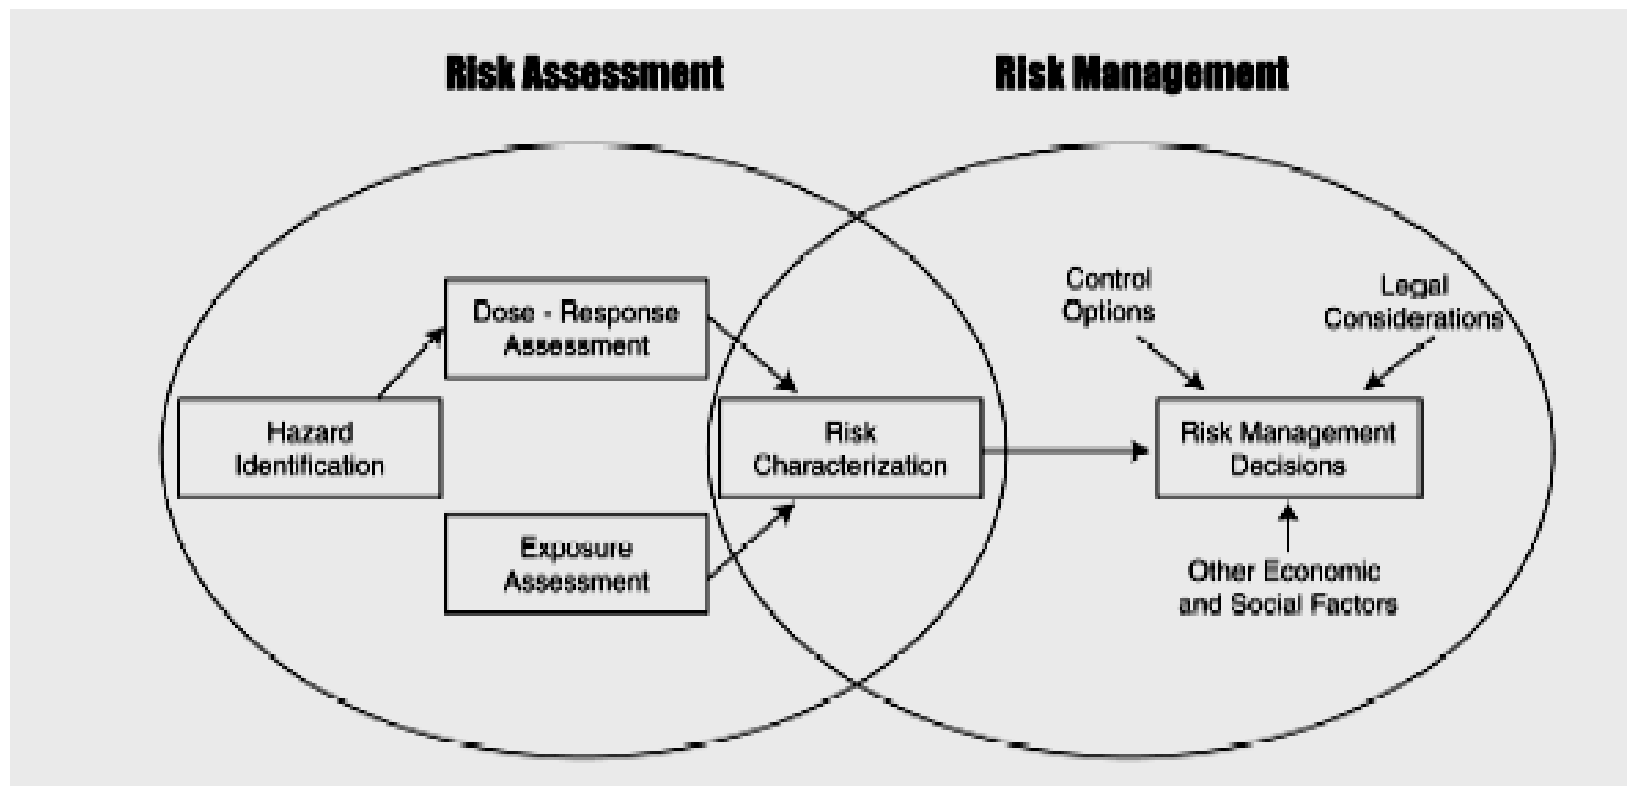 Risk Assessment
Risk Management
Dose - Response
Assessment
Hazard
Identification
Exposure
Assessment
Risk
Characterization
Control
Options
Legal
Considerations
Risk Management
Decisions
Other Economic
and Social Factors